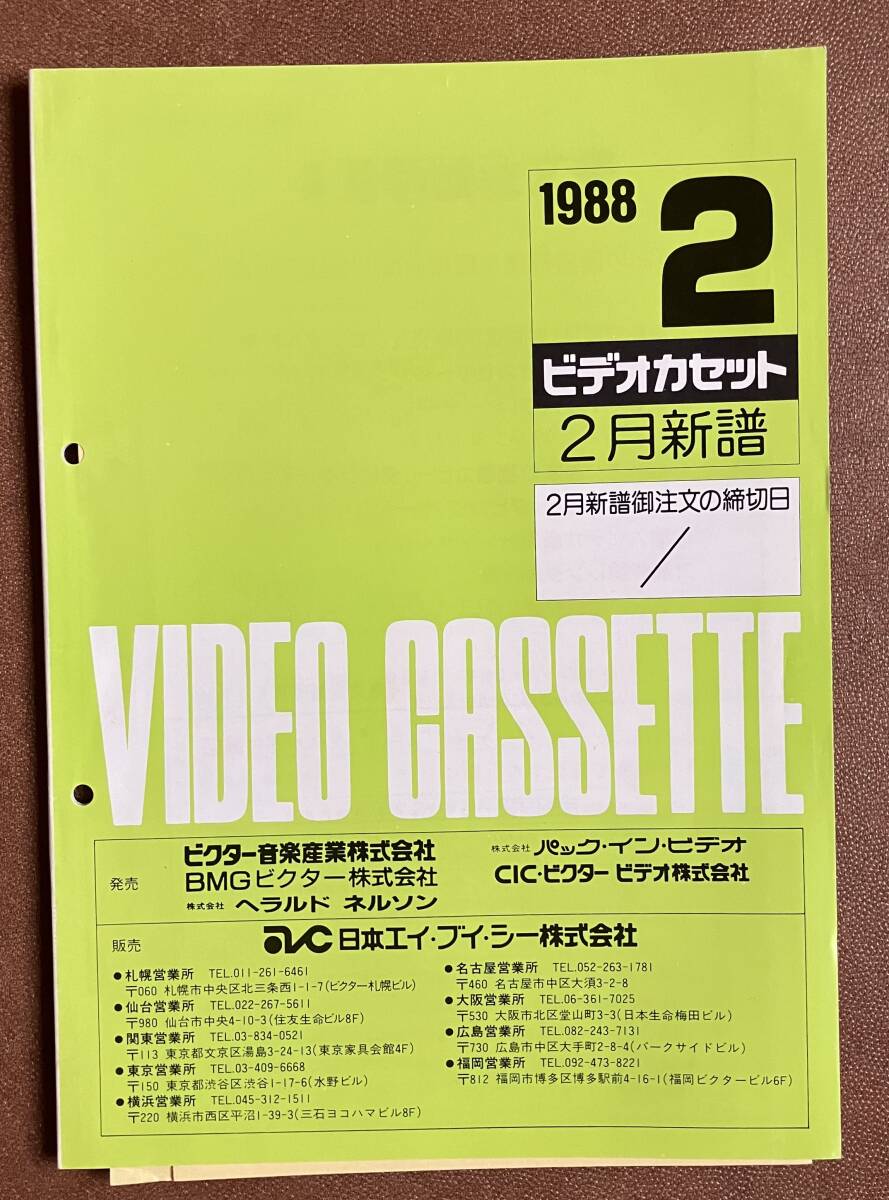 1988
2
ビデオカセット
2月新譜
2月新譜御注文の締切日
/
VIDEO CASSETTE
発売
ビクター音楽産業株式会社
BMGビクター株式会社
株式会社 ヘラルド ネルソン
株式会社 パック・イン・ビデオ
CIC・ビクター ビデオ株式会社
販売
AVC 日本エイ・ブイ・シー株式会社
●札幌営業所 TEL.011-261-6461
〒060 札幌市中央区北三条西1-1-7(ビクター札幌ビル)
●仙台営業所 TEL.022-267-5611
〒980 仙台市中央4-10-3(住友生命ビル8F)
●関東営業所 TEL.03-834-0521
〒113 東京都文京区湯島3-24-13(東京家具会館4F)
●東京営業所 TEL.03-409-6668
〒150 東京都渋谷区渋谷1-17-6(水野ビル)
●横浜営業所 TEL.045-312-1511
〒220 横浜市西区平沼1-39-3(三石ヨコハマビル8F)
●名古屋営業所 TEL.052-263-1781
〒460 名古屋市中区大須3-2-8
●大阪営業所 TEL.06-361-7025
〒530 大阪市北区堂山町3-3(日本生命梅田ビル)
●広島営業所 TEL.082-243-7131
〒730 広島市中区大手町2-8-4(パークサイドビル)
●福岡営業所 TEL.092-473-8221
〒812 福岡市博多区博多駅前4-16-1(福岡ビクタービル6F)